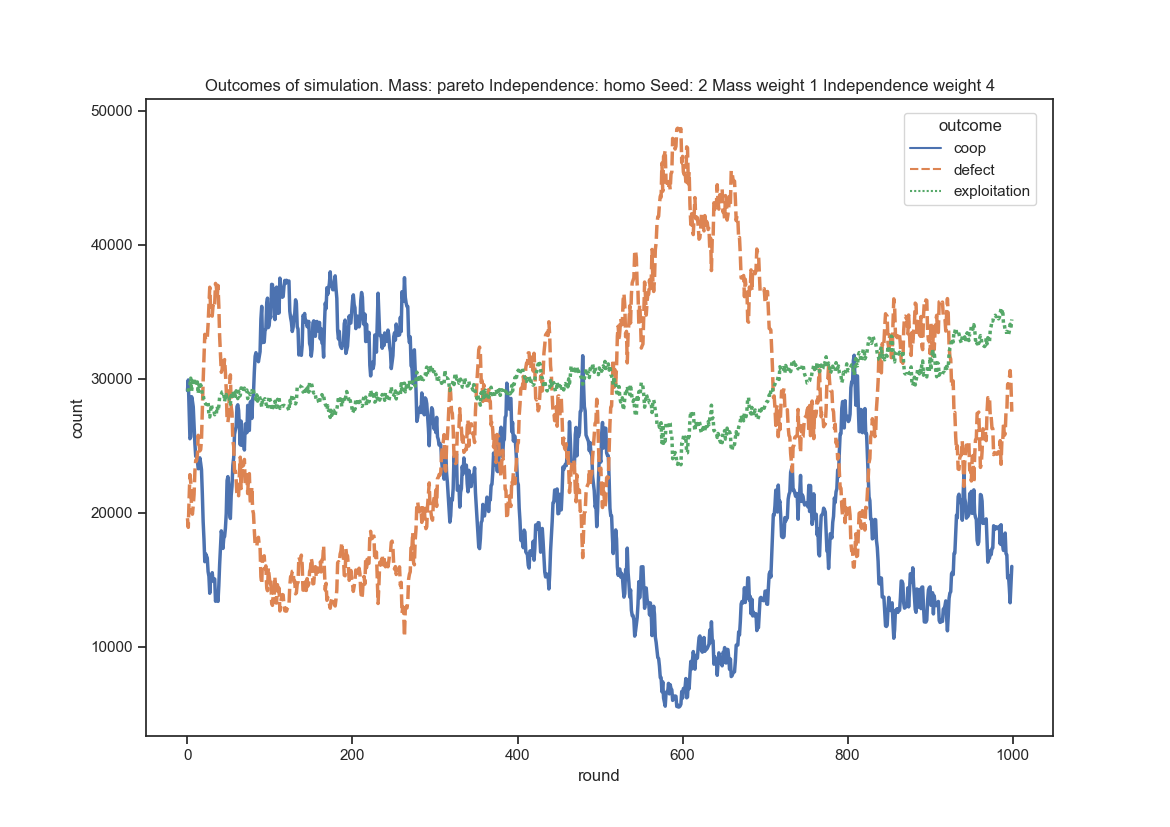 Outcomes of simulation. Mass: pareto Independence: homo Seed: 2 Mass weight 1 Independence weight 4
50000
40000
30000
20000
10000
count
0
200
400
600
800
1000
round
outcome
coop
defect
exploitation